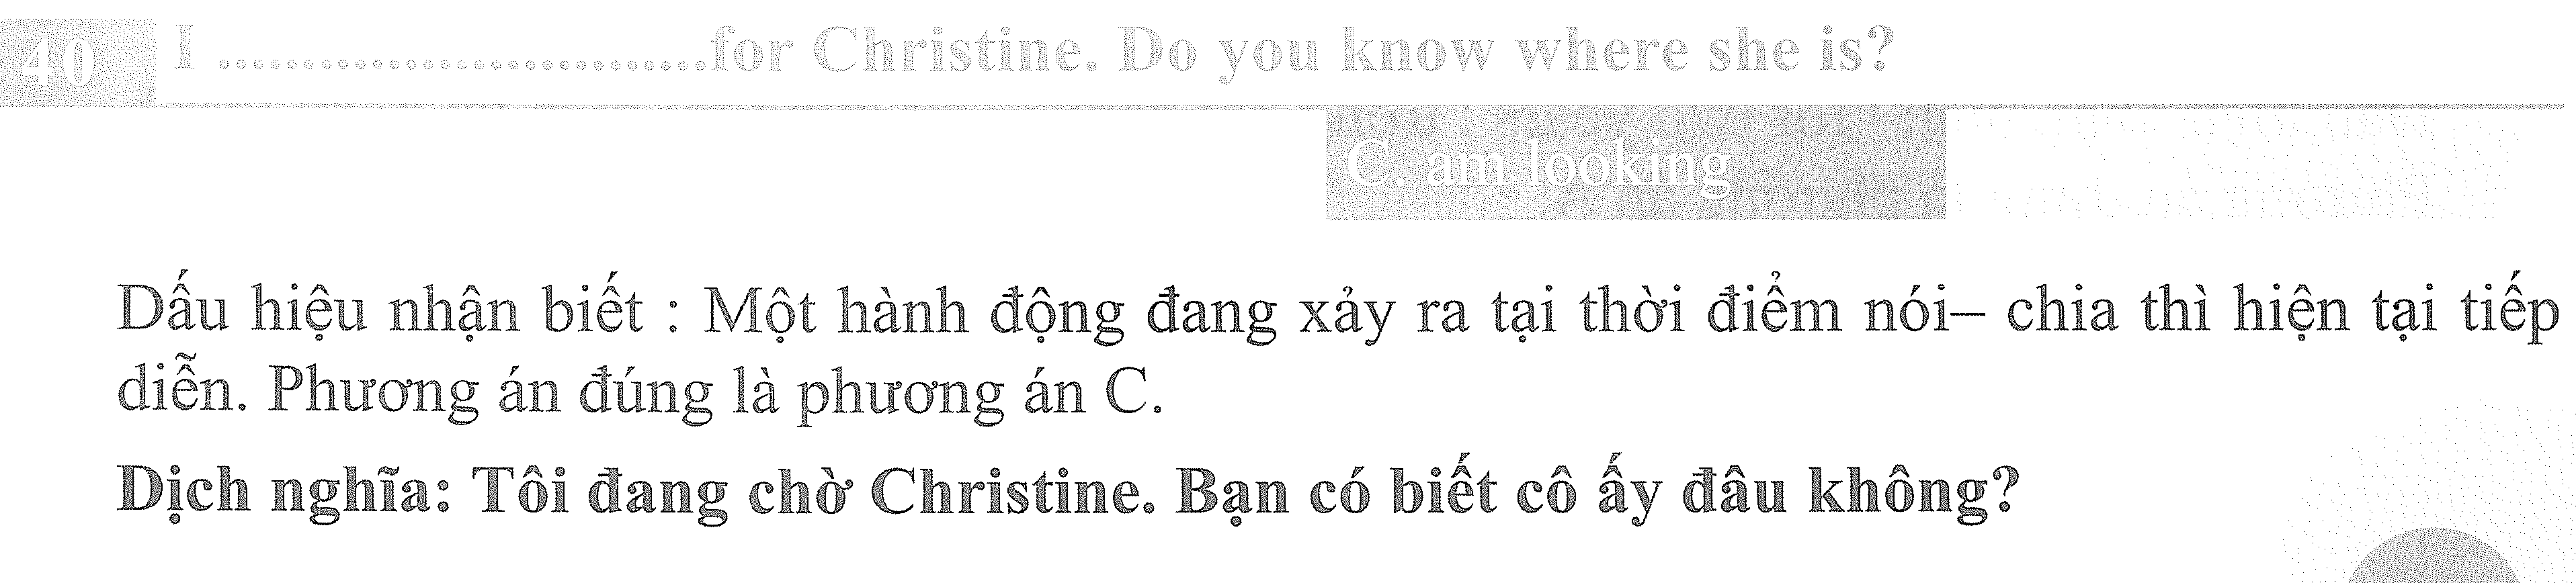 40 I ..............................for Christine. Do you know where she is?
C. am looking
Dấu hiệu nhận biết : Một hành động đang xảy ra tại thời điểm nói– chia thì hiện tại tiếp
diễn. Phương án đúng là phương án C.
Dịch nghĩa: Tôi đang chờ Christine. Bạn có biết cô ấy đâu không?